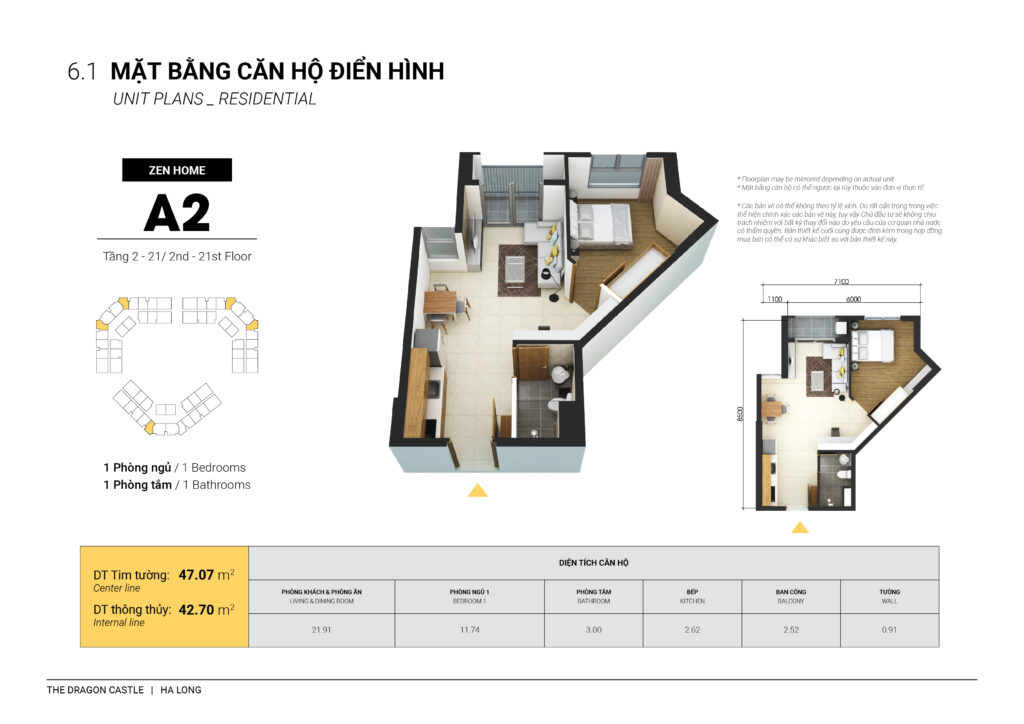 6.1 MẶT BẰNG CĂN HỘ ĐIỂN HÌNH
UNIT PLANS _ RESIDENTIAL
ZEN HOME
A2
Tầng 2 - 21/ 2nd - 21st Floor
1 Phòng ngủ / 1 Bedrooms
1 Phòng tắm / 1 Bathrooms
* Floorplan may be mirrored depending on actual unit
* Mặt bằng căn hộ có thể ngược lại tùy thuộc vào đơn vị thực tế
* Các bản vẽ có thể không theo tỷ lệ xích. Dù rất cẩn trọng trong việc
thể hiện chính xác các bản vẽ này, tuy vậy Chủ đầu tư sẽ không chịu
trách nhiệm với bất kỳ thay đổi nào do yêu cầu của cơ quan nhà nước
có thẩm quyền. Bản thiết kế cuối cùng được đính kèm trong hợp đồng
mua bán có thể có sự khác biệt so với bản thiết kế này.
7100
1100 6000
8600
DT Tim tường: 47.07 m²
Center line
DT thông thủy: 42.70 m²
Internal line
DIỆN TÍCH CĂN HỘ
PHÒNG KHÁCH & PHÒNG ĂN PHÒNG NGỦ 1 PHÒNG TẮM BẾP BAN CÔNG TƯỜNG
LIVING & DINING ROOM BEDROOM 1 BATHROOM KITCHEN BALCONY WALL
21.91 11.74 3.00 2.62 2.52 0.91
THE DRAGON CASTLE | HA LONG